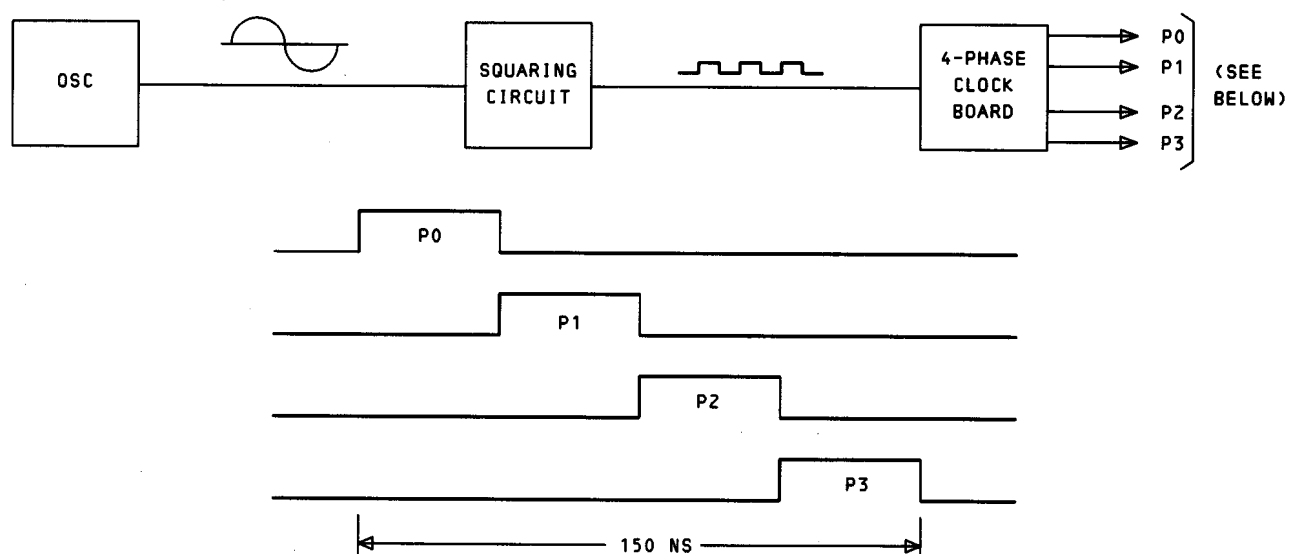 OSC
SQUARING
CIRCUIT
4-PHASE
CLOCK
BOARD
P0
P1
P2
P3
(SEE
BELOW)
P0
P1
P2
P3
150 NS